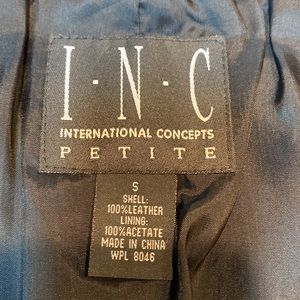 I·N·C
INTERNATIONAL CONCEPTS
PETITE
S
SHELL:
100%LEATHER
LINING:
100%ACETATE
MADE IN CHINA
WPL 8046